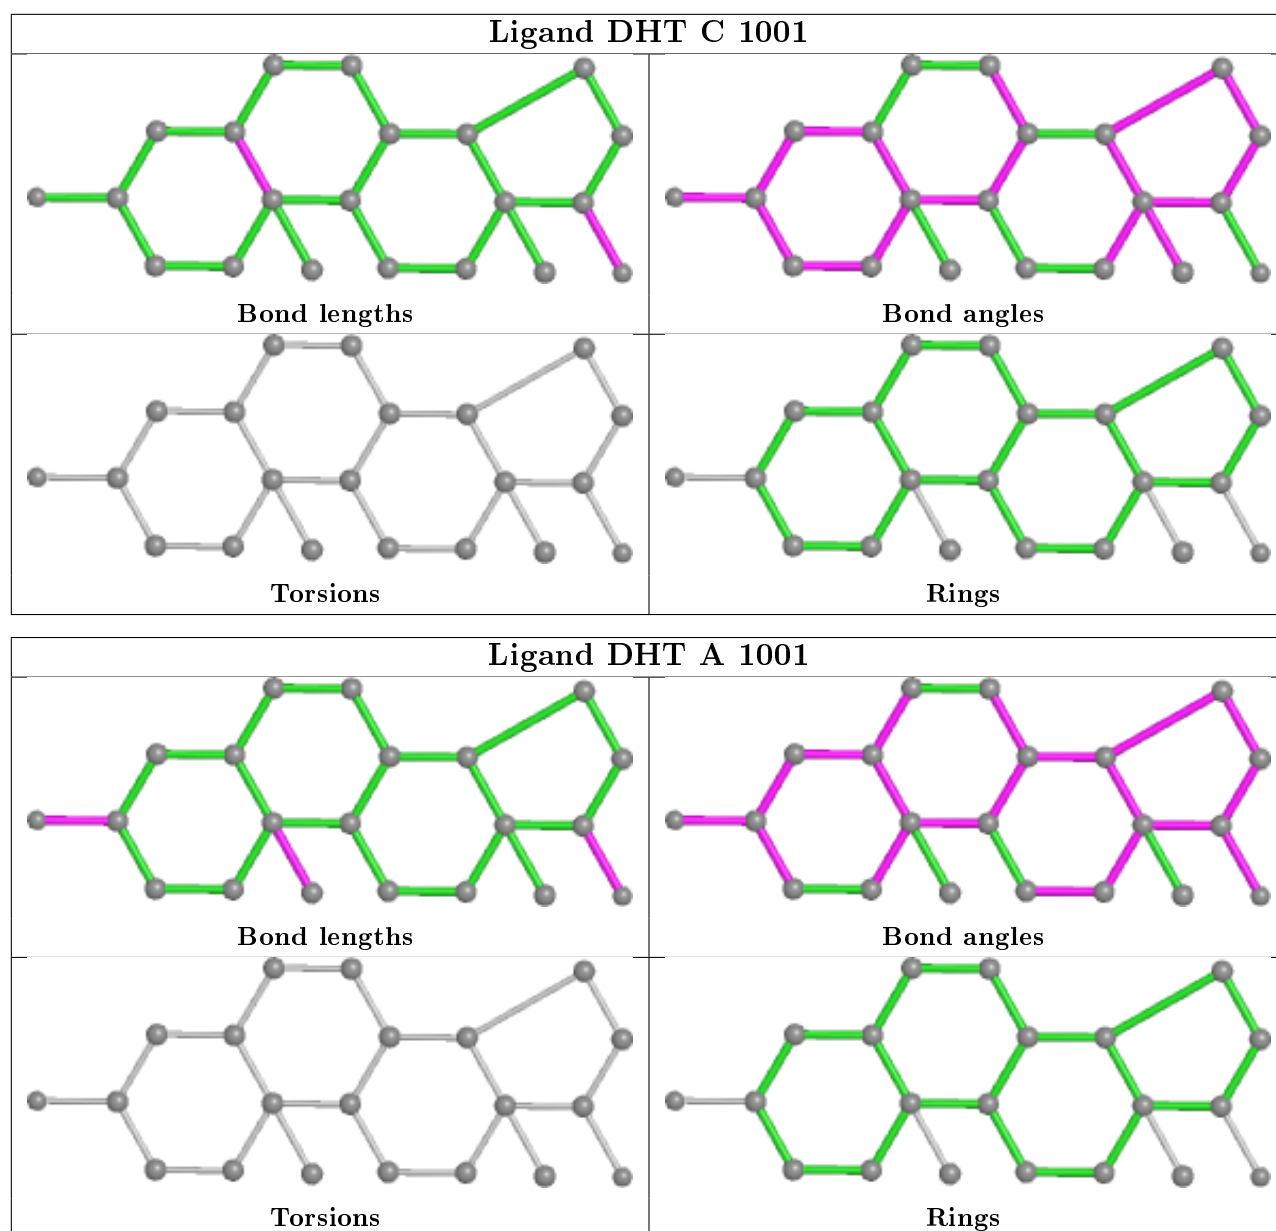 Ligand DHT C 1001
Bond lengths
Bond angles
Torsions
Rings
Ligand DHT A 1001
Bond lengths
Bond angles
Torsions
Rings